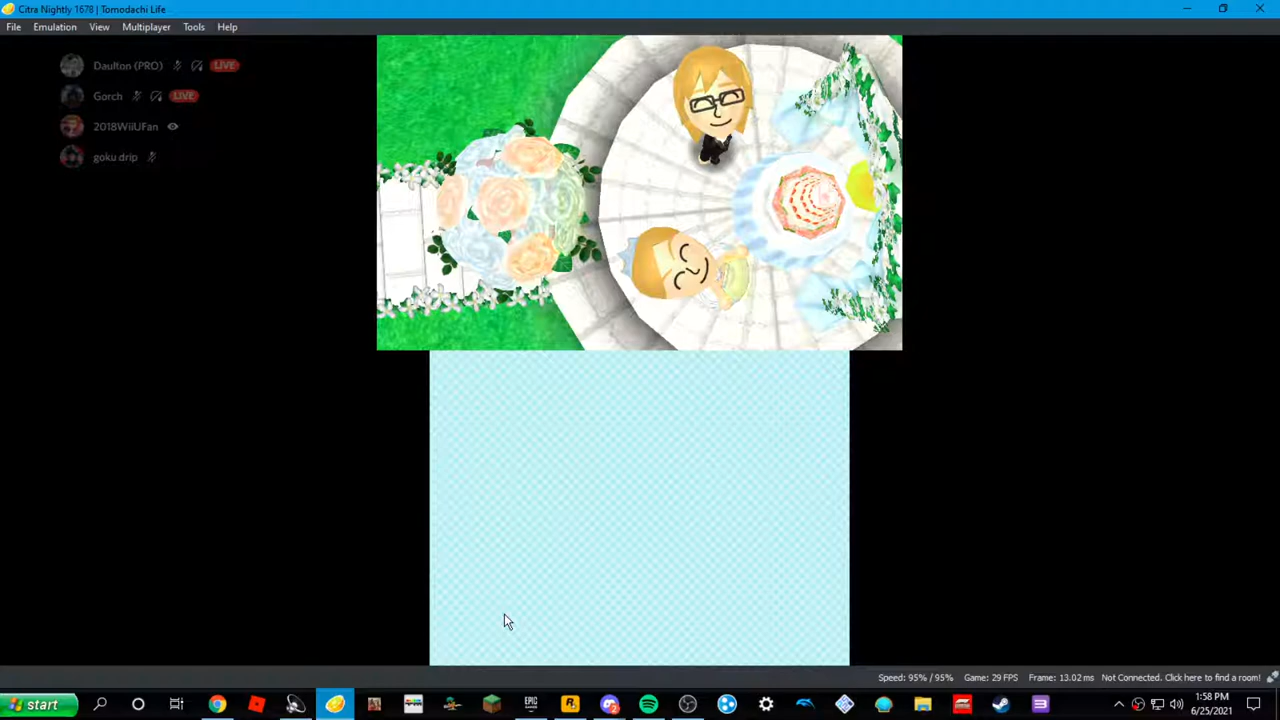 Citra Nightly 1678 | Tomodachi Life
File Emulation View Multiplayer Tools Help
Daulton (PRO) LIVE
Gorch LIVE
2018WiiUFan
goku drip
Speed: 95% / 95% Game: 29 FPS Frame: 13.02 ms Not Connected. Click here to find a room!
start EPIC GAMES R 1:58 PM
6/25/2021